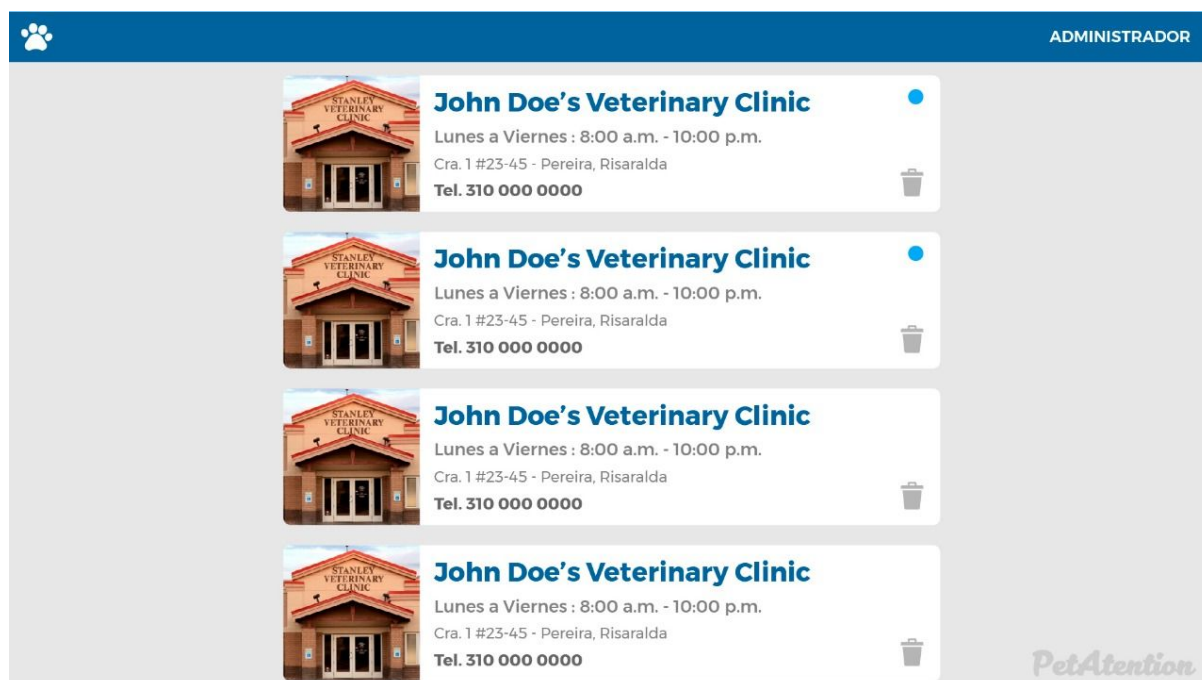 ADMINISTRADOR
STANLEY
VETERINARY
CLINIC
John Doe’s Veterinary Clinic
Lunes a Viernes : 8:00 a.m. - 10:00 p.m.
Cra. 1 #23-45 - Pereira, Risaralda
Tel. 310 000 0000
STANLEY
VETERINARY
CLINIC
John Doe’s Veterinary Clinic
Lunes a Viernes : 8:00 a.m. - 10:00 p.m.
Cra. 1 #23-45 - Pereira, Risaralda
Tel. 310 000 0000
STANLEY
VETERINARY
CLINIC
John Doe’s Veterinary Clinic
Lunes a Viernes : 8:00 a.m. - 10:00 p.m.
Cra. 1 #23-45 - Pereira, Risaralda
Tel. 310 000 0000
STANLEY
VETERINARY
CLINIC
John Doe’s Veterinary Clinic
Lunes a Viernes : 8:00 a.m. - 10:00 p.m.
Cra. 1 #23-45 - Pereira, Risaralda
Tel. 310 000 0000
PetAtention